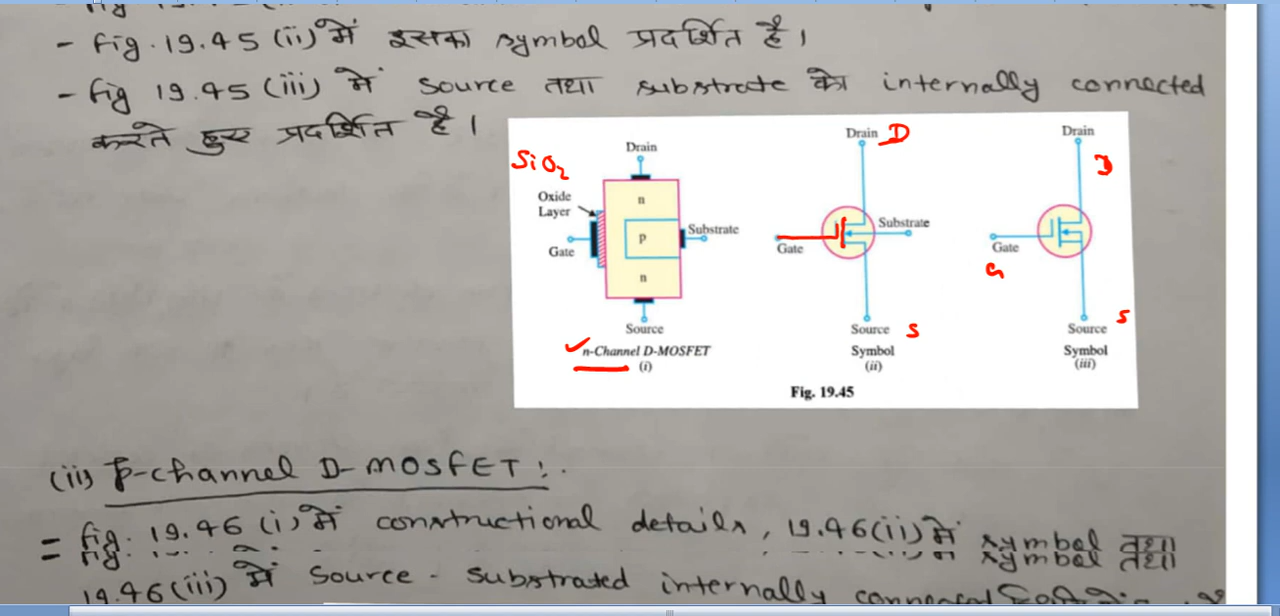 - fig. 19.45 (ii) में इसका symbol प्रदर्शित है।
- fig 19.45 (iii) में source तथा substrate को internally connected
करते हुए प्रदर्शित है।
SiO2
Drain
Oxide
Layer
n
Gate
p
Substrate
n
Source
n-Channel D-MOSFET
(i)
Drain D
Substrate
Gate
Source S
Symbol
(ii)
Drain
D
Gate
G
Source S
Symbol
(iii)
Fig. 19.45
(ii) P-channel D-MOSFET :.
= fig. 19.46 (i) में constructional details, 19.46(ii) में symbol तथा
19.46(iii) में source - substrated internally connected